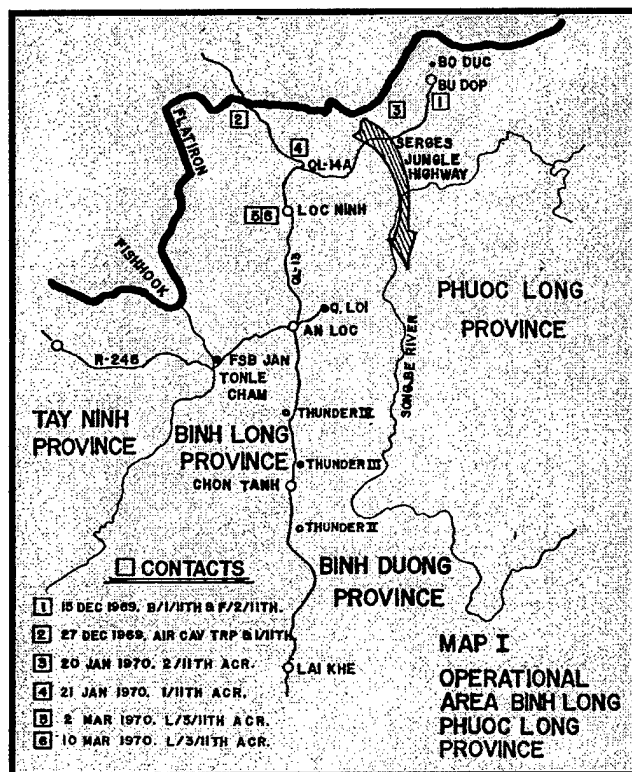 BO DUC
BU DOP
1
3
2
FLATIRON
4
SERGES
JUNGLE
HIGHWAY
QL-14A
5 6
LOC NINH
FISHHOOK
QL-13
PHUOC LONG
PROVINCE
Q. LOI
AN LOC
R-246
FSB JAN
TONLE
CHAM
SONG BE RIVER
TAY NINH
PROVINCE
BINH LONG
PROVINCE
THUNDER IV
THUNDER III
CHON TANH
THUNDER II
CONTACTS
BINH DUONG
PROVINCE
1 15 DEC 1969. B/1/11TH & F/2/11TH.
2 27 DEC 1969. AIR CAV TRP & 1/11TH
3 20 JAN 1970. 2/11TH ACR.
4 21 JAN 1970. 1/11TH ACR.
5 2 MAR 1970. L/3/11TH ACR.
6 10 MAR 1970. L/3/11TH ACR.
LAI KHE
MAP I
OPERATIONAL
AREA BINH LONG
PHUOC LONG
PROVINCE